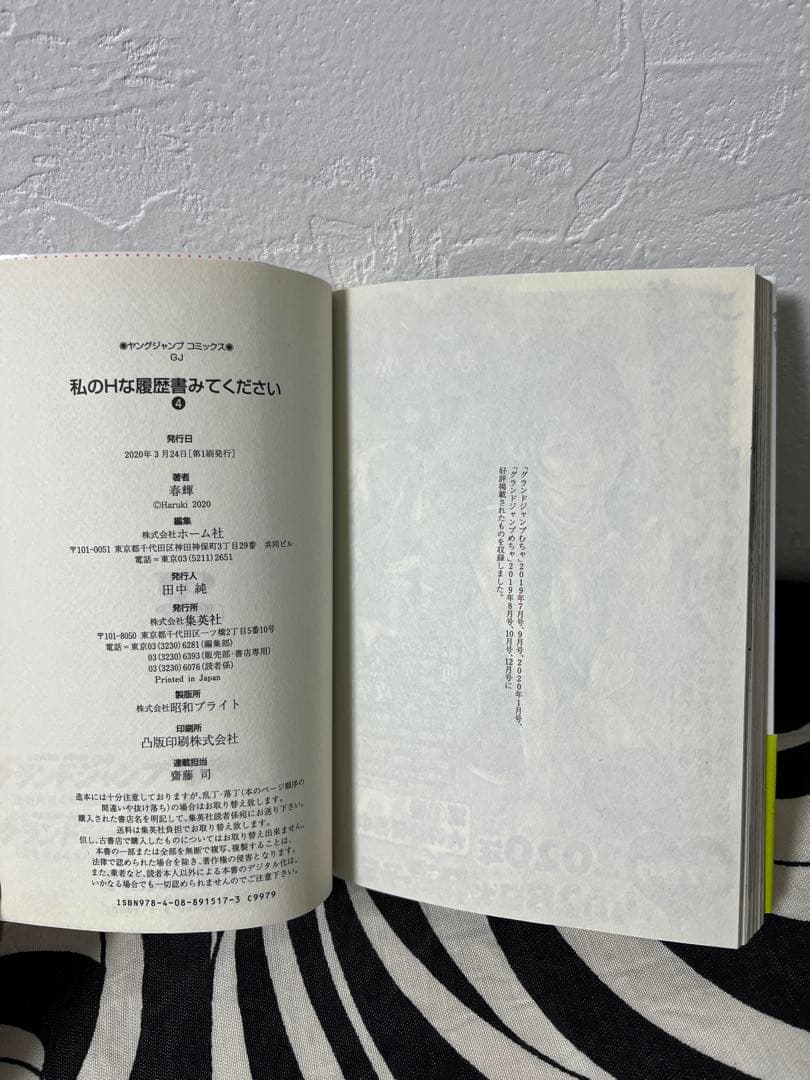 ◉ヤングジャンプ コミックス◉
GJ
私のHな履歴書みてください
❹
発行日
2020年3月24日[第1刷発行]
著者
春輝
©Haruki 2020
編集
株式会社ホーム社
〒101-0051 東京都千代田区神田神保町3丁目29番 共同ビル
電話=東京03(5211)2651
発行人
田中 純
発行所
株式会社集英社
〒101-8050 東京都千代田区一ツ橋2丁目5番10号
電話=東京03(3230)6281(編集部)
03(3230)6393(販売部・書店専用)
03(3230)6076(読者係)
Printed in Japan
製版所
株式会社昭和ブライト
印刷所
凸版印刷株式会社
連載担当
齋藤 司
造本には十分注意しておりますが、乱丁・落丁(本のページ順序の
間違いや抜け落ち)の場合はお取り替え致します。
購入された書店名を明記して、集英社読者係宛にお送り下さい。
送料は集英社負担でお取り替え致します。
但し、古書店で購入したものについてはお取り替え出来ません。
本書の一部または全部を無断で複写、複製することは、
法律で認められた場合を除き、著作権の侵害となります。
また、業者など、読者本人以外による本書のデジタル化は、
いかなる場合でも一切認められませんのでご注意下さい。
ISBN978-4-08-891517-3 C9979
「グランドジャンプむちゃ」2019年7月号、9月号、2020年1月号、
「グランドジャンプめちゃ」2019年8月号、10月号、12月号に
好評掲載されたものを収録しました。